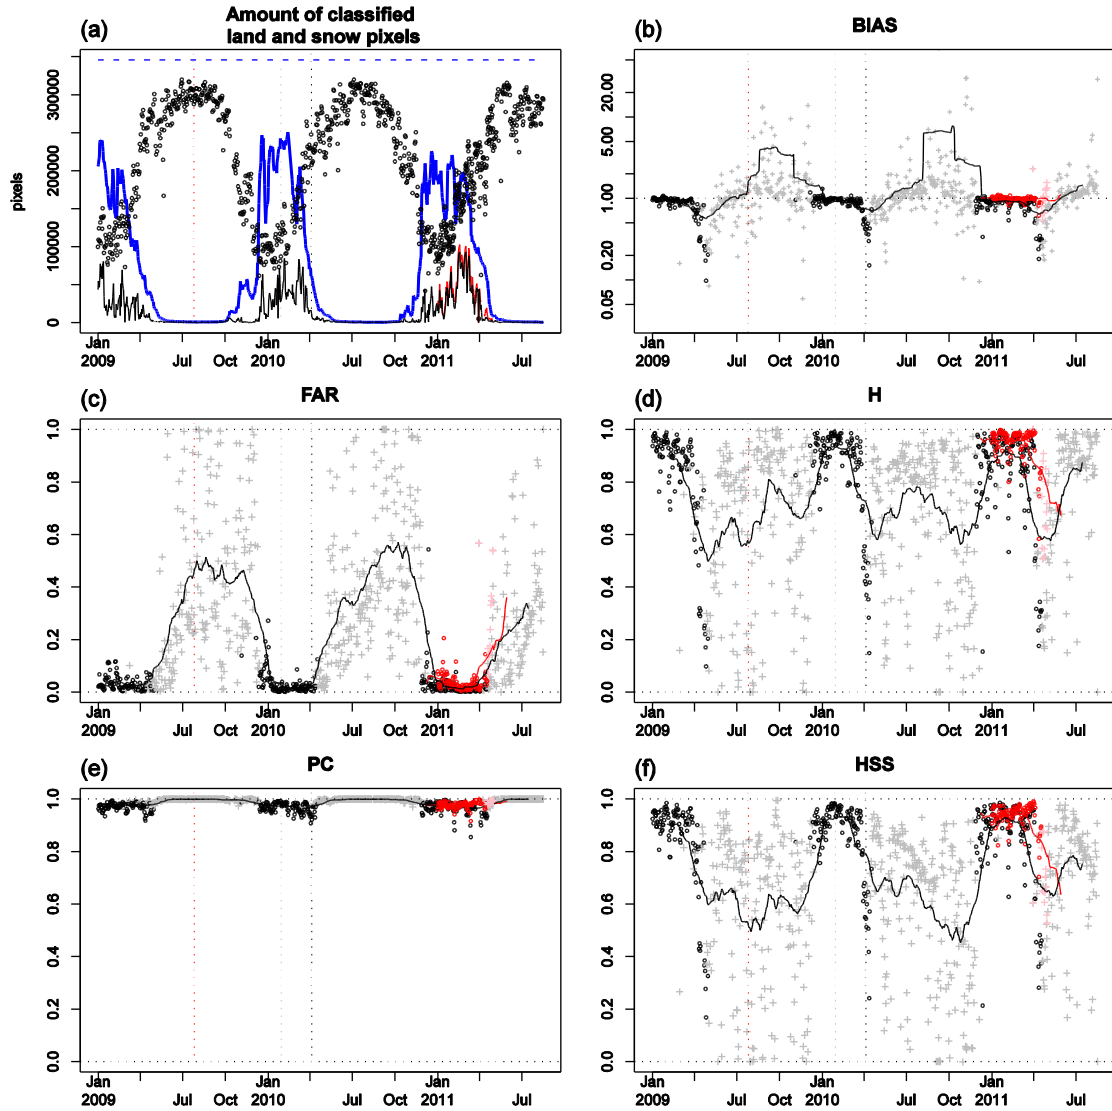 (a) Amount of classified
land and snow pixels
pixels
0 100000 200000 300000
Jan Jul Oct Jan Jul Oct Jan Jul
2009 2010 2011
(b) BIAS
0.05 0.20 1.00 5.00 20.00
Jan Jul Oct Jan Jul Oct Jan Jul
2009 2010 2011
(c) FAR
0.0 0.2 0.4 0.6 0.8 1.0
Jan Jul Oct Jan Jul Oct Jan Jul
2009 2010 2011
(d) H
0.0 0.2 0.4 0.6 0.8 1.0
Jan Jul Oct Jan Jul Oct Jan Jul
2009 2010 2011
(e) PC
0.0 0.2 0.4 0.6 0.8 1.0
Jan Jul Oct Jan Jul Oct Jan Jul
2009 2010 2011
(f) HSS
0.0 0.2 0.4 0.6 0.8 1.0
Jan Jul Oct Jan Jul Oct Jan Jul
2009 2010 2011